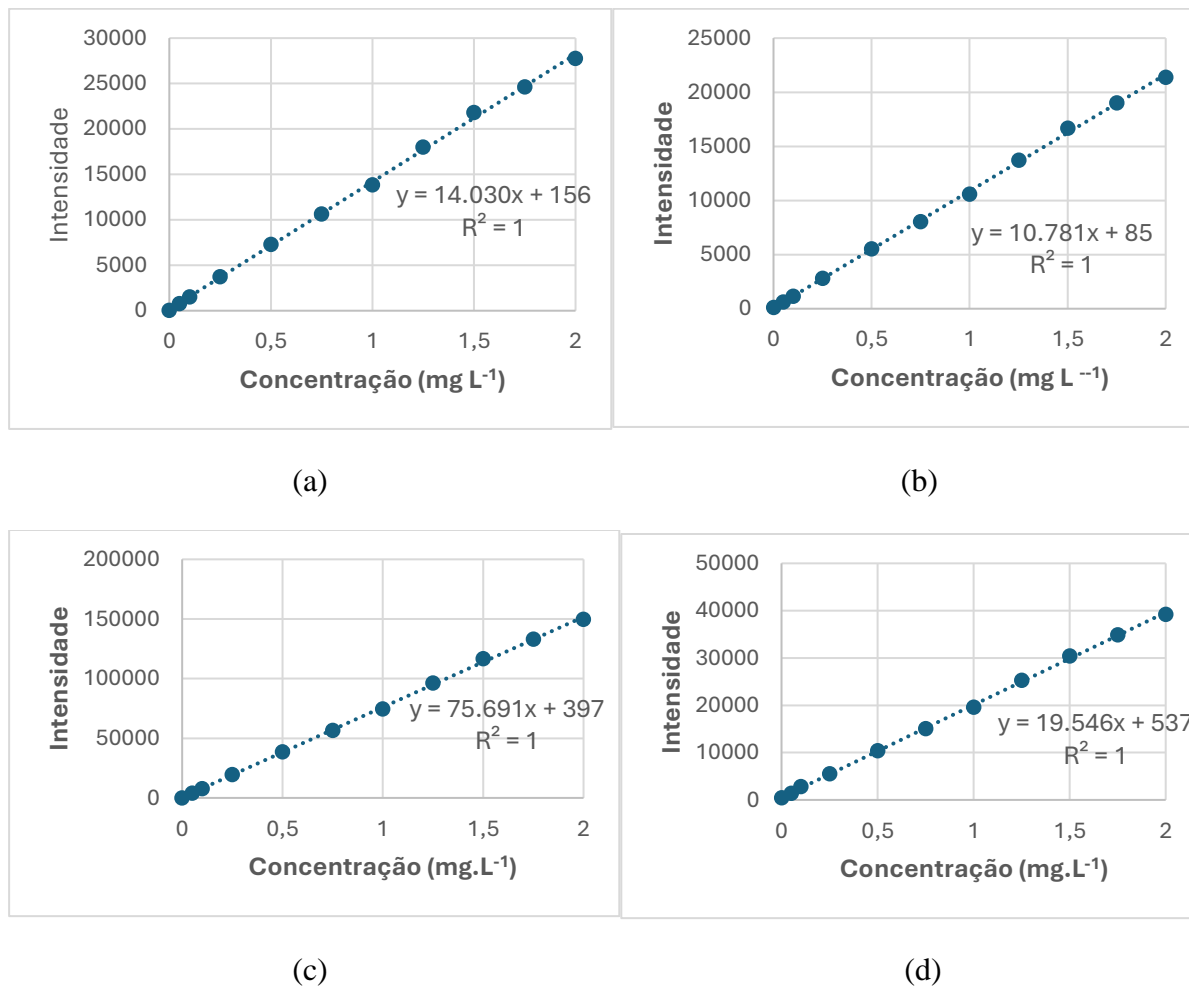 30000
25000
20000
15000
10000
5000
0
Intensidade
y = 14.030x + 156
R² = 1
0 0,5 1 1,5 2
Concentração (mg L⁻¹)
(a)
25000
20000
15000
10000
5000
0
Intensidade
y = 10.781x + 85
R² = 1
0 0,5 1 1,5 2
Concentração (mg L ⁻⁻¹)
(b)
200000
150000
100000
50000
0
Intensidade
y = 75.691x + 397
R² = 1
0 0,5 1 1,5 2
Concentração (mg.L⁻¹)
(c)
50000
40000
30000
20000
10000
0
Intensidade
y = 19.546x + 537
R² = 1
0 0,5 1 1,5 2
Concentração (mg.L⁻¹)
(d)